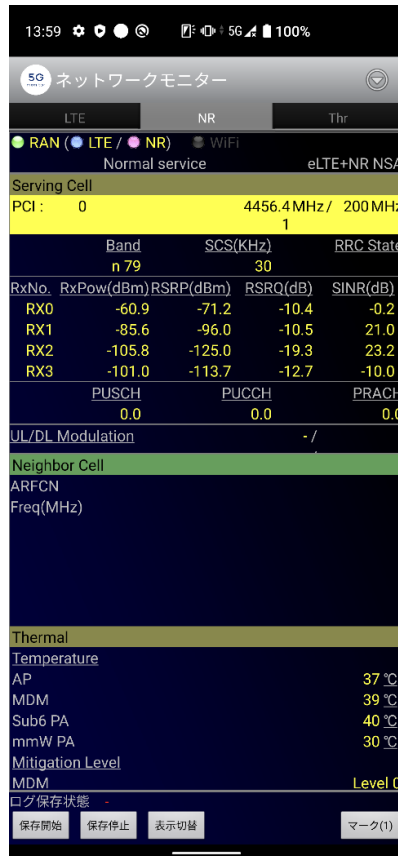 13:59 5G 100%
5G ネットワークモニター
LTE NR Thr
RAN ( LTE / NR) WiFi
Normal service eLTE+NR NSA
Serving Cell
PCI : 0 4456.4 MHz / 200 MHz
1
Band SCS(KHz) RRC State
n 79 30
RxNo. RxPow(dBm) RSRP(dBm) RSRQ(dB) SINR(dB)
RX0 -60.9 -71.2 -10.4 -0.2
RX1 -85.6 -96.0 -10.5 21.0
RX2 -105.8 -125.0 -19.3 23.2
RX3 -101.0 -113.7 -12.7 -10.0
PUSCH PUCCH PRACH
0.0 0.0 0.0
UL/DL Modulation - /
Neighbor Cell
ARFCN
Freq(MHz)
Thermal
Temperature
AP 37 ℃
MDM 39 ℃
Sub6 PA 40 ℃
mmW PA 30 ℃
Mitigation Level
MDM Level 0
ログ保存状態 -
保存開始 保存停止 表示切替 マーク(1)